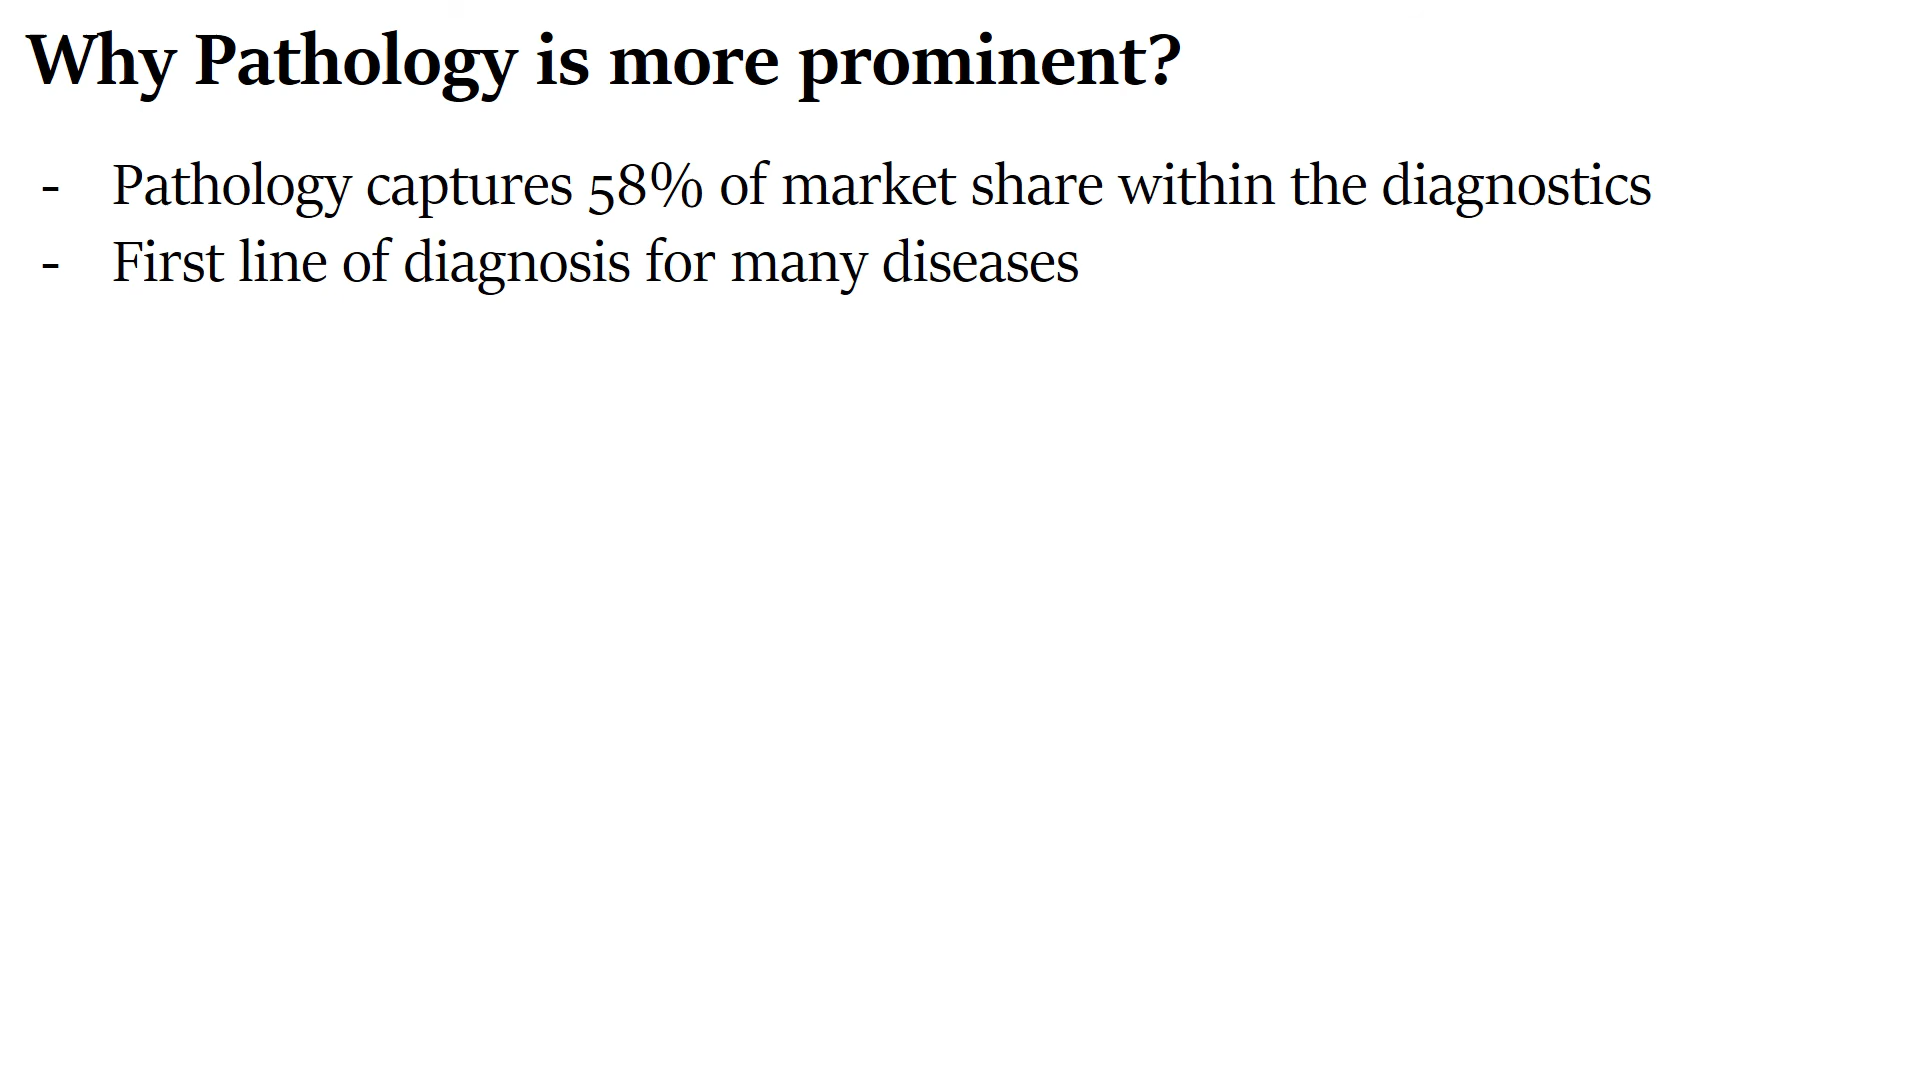 Why Pathology is more prominent?
- Pathology captures 58% of market share within the diagnostics
- First line of diagnosis for many diseases